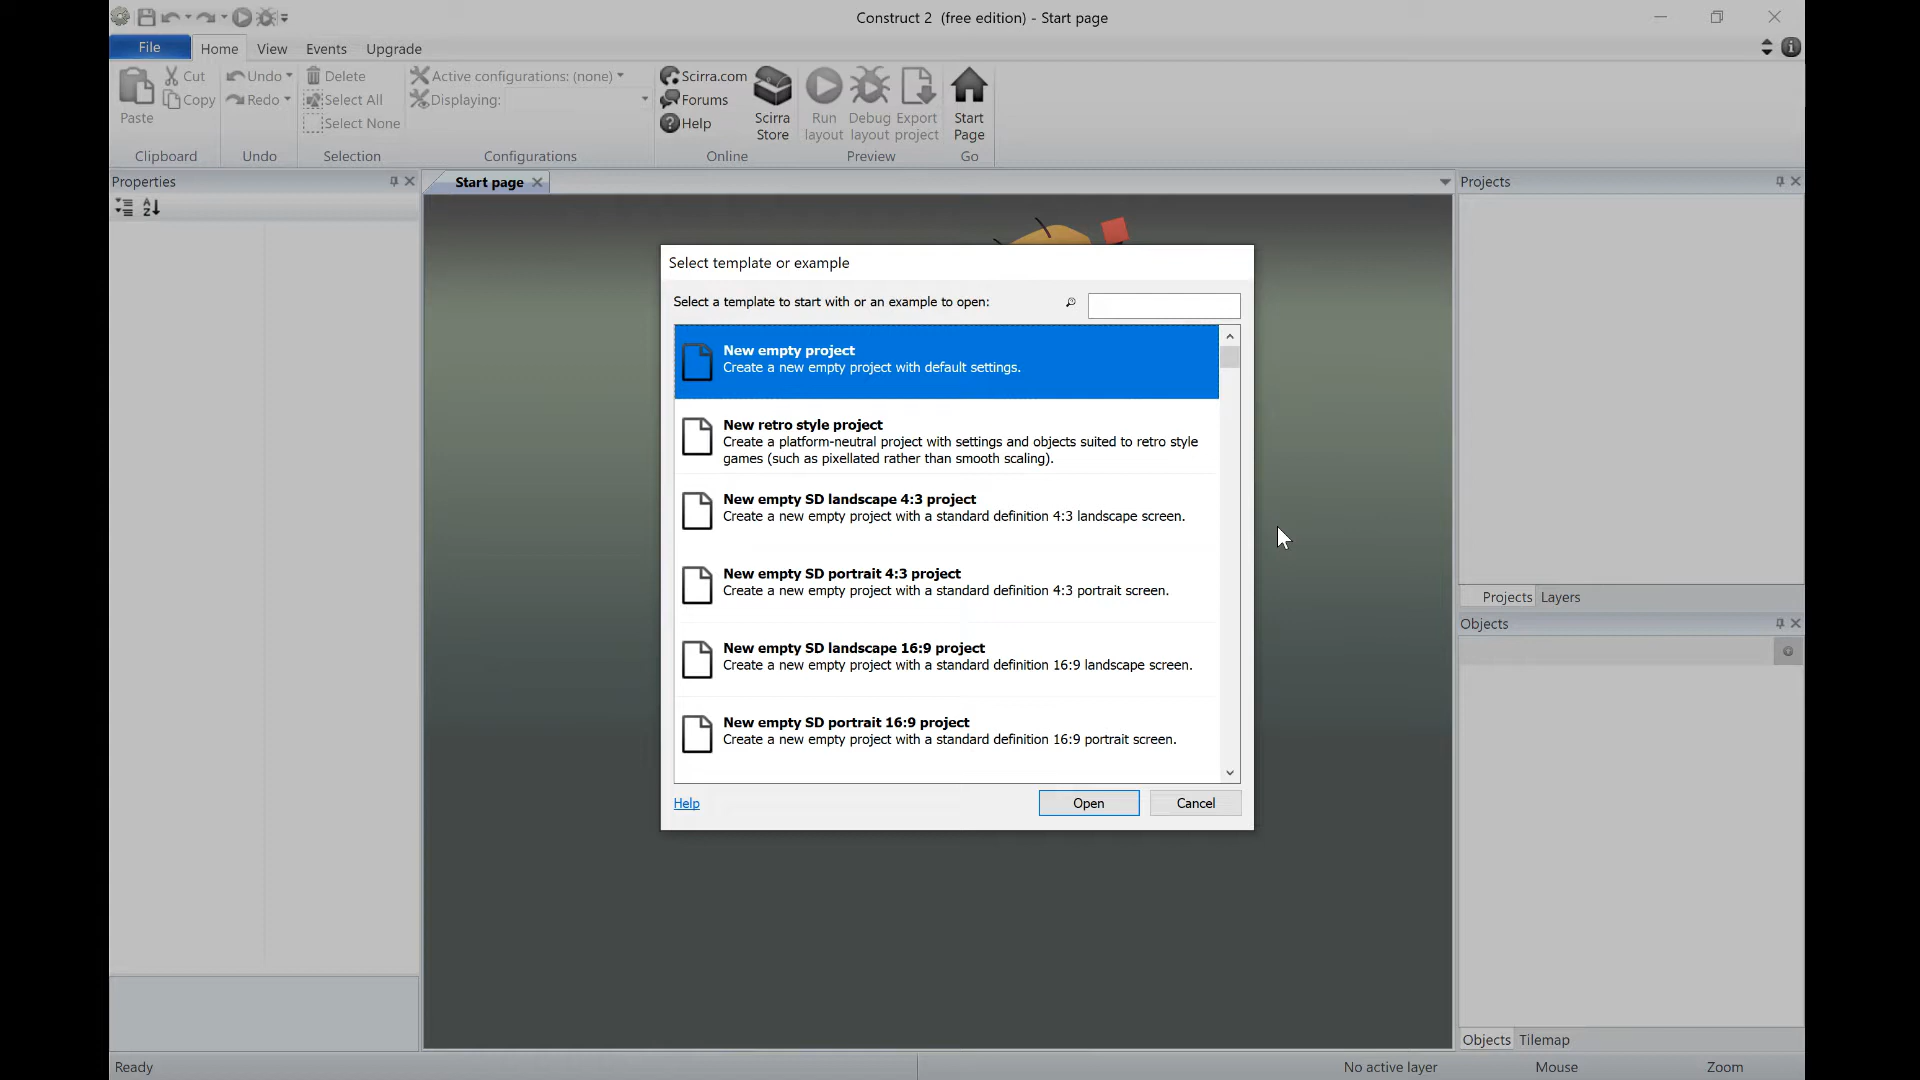 Construct 2 (free edition) - Start page
File Home View Events Upgrade
Paste
Cut
Copy
Clipboard
Undo
Redo
Undo
Delete
Select All
Select None
Selection
Active configurations: (none)
Displaying:
Configurations
Scirra.com
Forums
Help
Scirra
Store
Online
Run
layout
Debug
layout
Export
project
Preview
Start
Page
Go
Properties
Start page
Projects
Select template or example
Select a template to start with or an example to open:
New empty project
Create a new empty project with default settings.
New retro style project
Create a platform-neutral project with settings and objects suited to retro style
games (such as pixellated rather than smooth scaling).
New empty SD landscape 4:3 project
Create a new empty project with a standard definition 4:3 landscape screen.
New empty SD portrait 4:3 project
Create a new empty project with a standard definition 4:3 portrait screen.
New empty SD landscape 16:9 project
Create a new empty project with a standard definition 16:9 landscape screen.
New empty SD portrait 16:9 project
Create a new empty project with a standard definition 16:9 portrait screen.
Help
Open
Cancel
Projects Layers
Objects
Objects Tilemap
Ready
No active layer
Mouse
Zoom